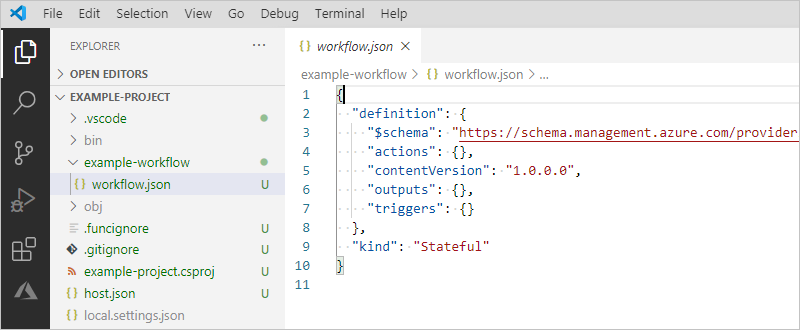 File Edit Selection View Go Debug Terminal Help
EXPLORER ···
OPEN EDITORS
EXAMPLE-PROJECT
.vscode
bin
example-workflow
{} workflow.json U
obj
.funcignore U
.gitignore U
example-project.csproj U
{} host.json U
{} local.settings.json
{} workflow.json ×
example-workflow > {} workflow.json > ...
1 {
2 "definition": {
3 "$schema": "https://schema.management.azure.com/provider
4 "actions": {},
5 "contentVersion": "1.0.0.0",
6 "outputs": {},
7 "triggers": {}
8 },
9 "kind": "Stateful"
10 }
11